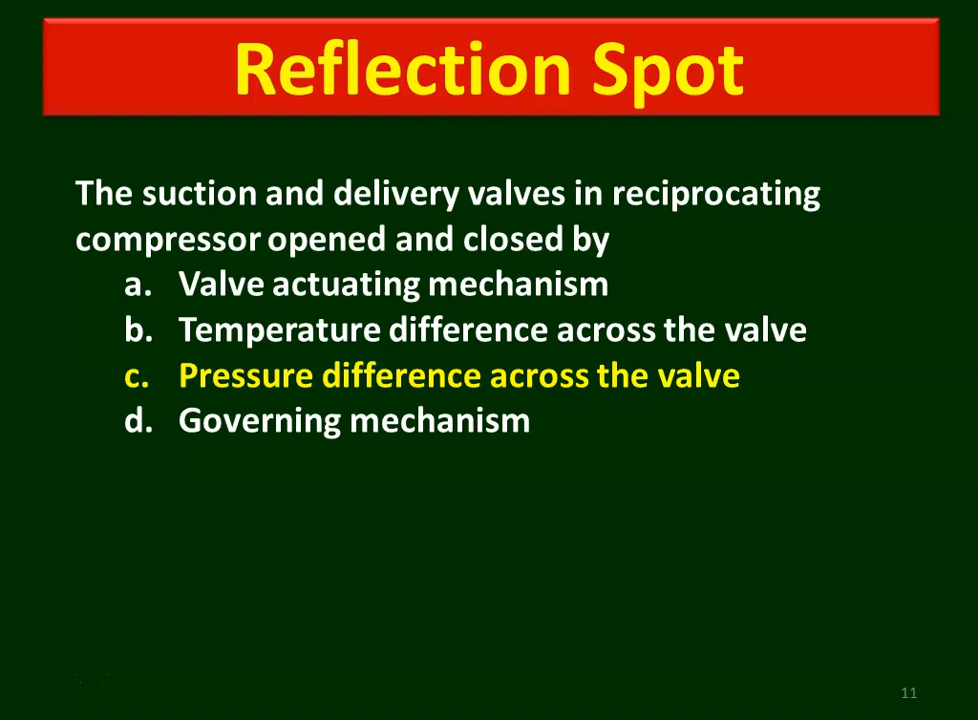 Reflection Spot
The suction and delivery valves in reciprocating
compressor opened and closed by
a. Valve actuating mechanism
b. Temperature difference across the valve
c. Pressure difference across the valve
d. Governing mechanism
11